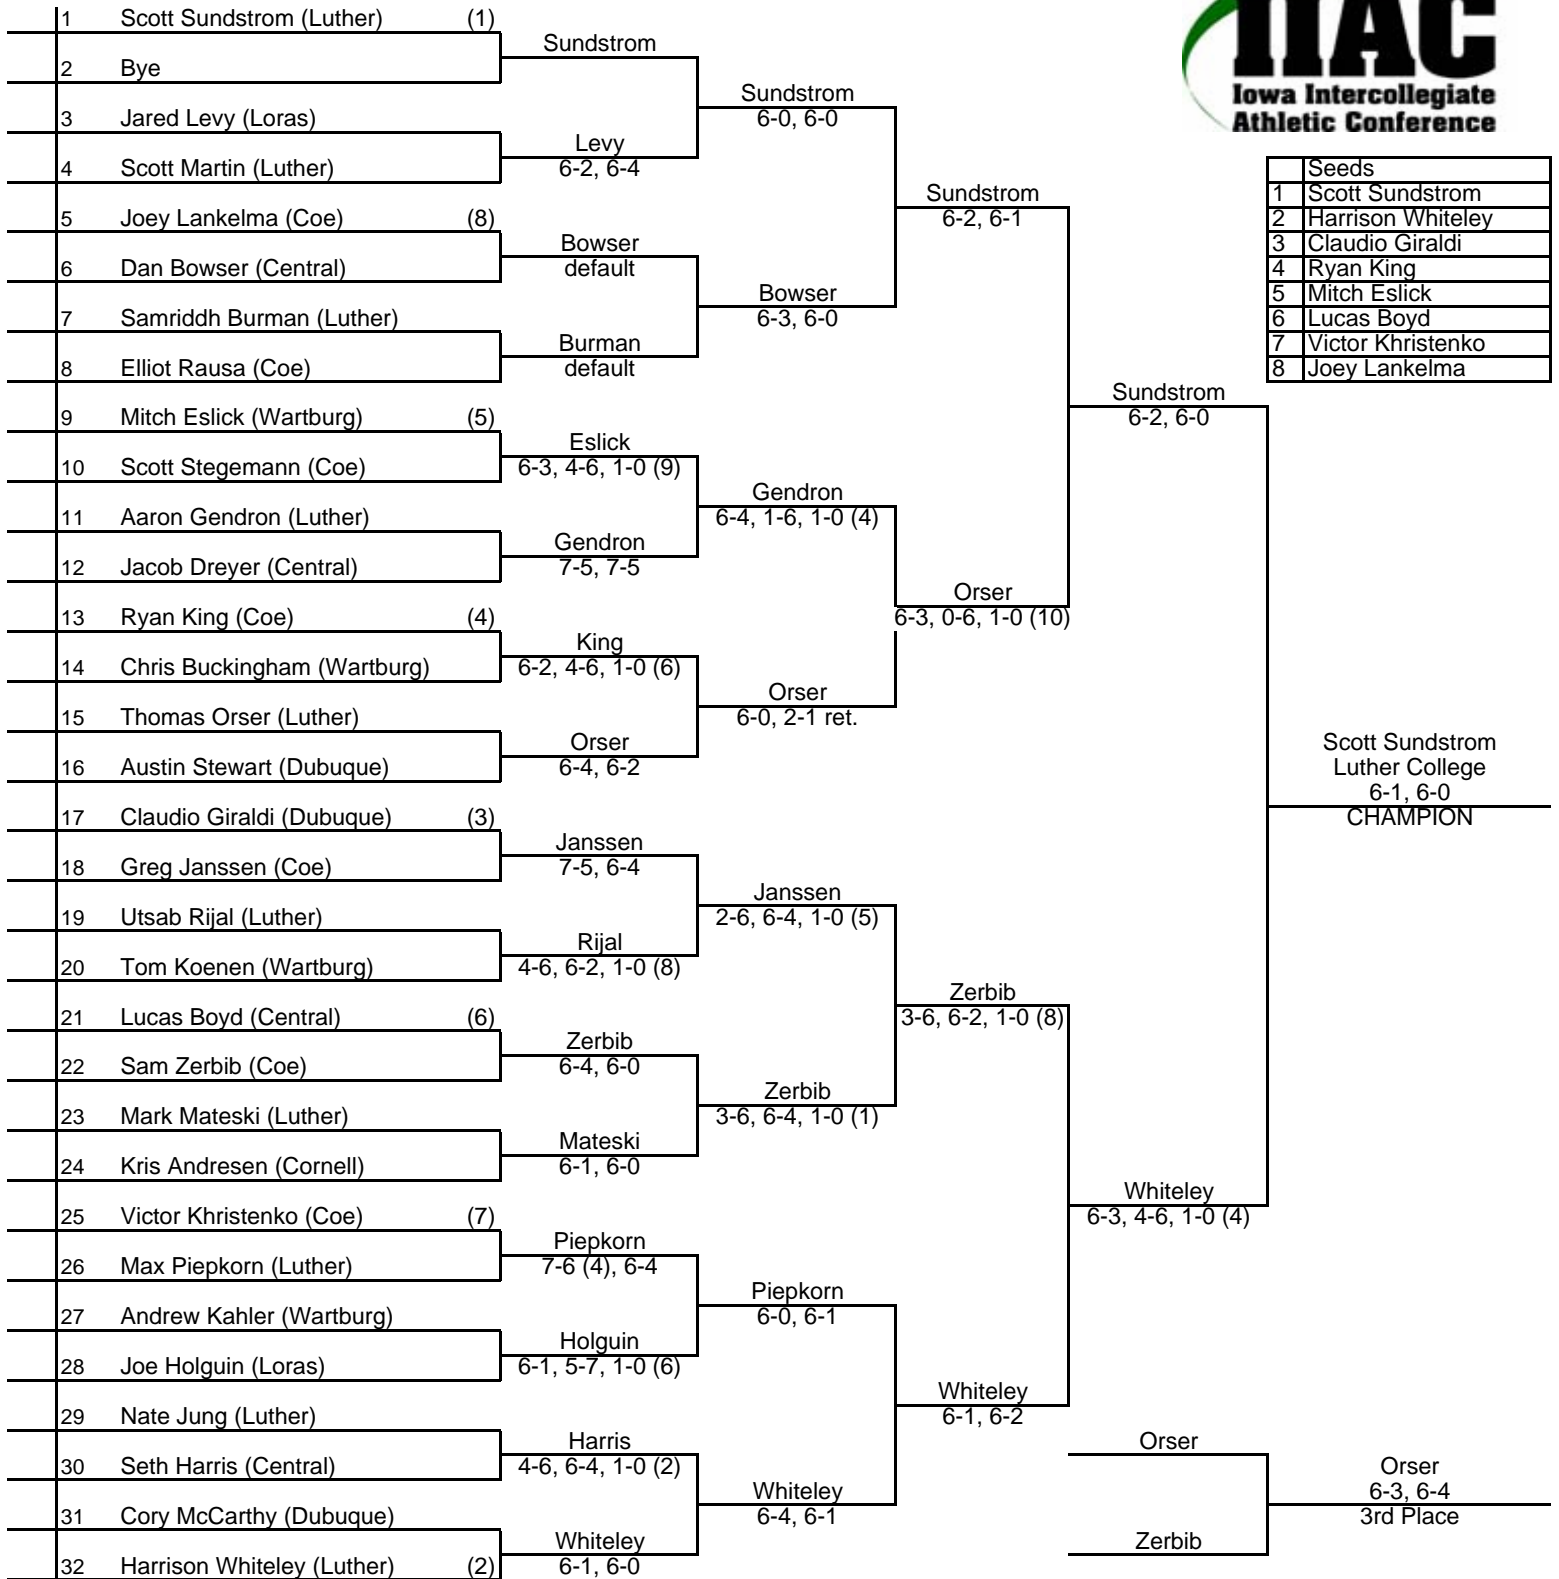 IIAC
Iowa Intercollegiate
Athletic Conference
Seeds
1 Scott Sundstrom
2 Harrison Whiteley
3 Claudio Giraldi
4 Ryan King
5 Mitch Eslick
6 Lucas Boyd
7 Victor Khristenko
8 Joey Lankelma
1 Scott Sundstrom (Luther) (1)
2 Bye
3 Jared Levy (Loras)
4 Scott Martin (Luther)
5 Joey Lankelma (Coe) (8)
6 Dan Bowser (Central)
7 Samriddh Burman (Luther)
8 Elliot Rausa (Coe)
9 Mitch Eslick (Wartburg) (5)
10 Scott Stegemann (Coe)
11 Aaron Gendron (Luther)
12 Jacob Dreyer (Central)
13 Ryan King (Coe) (4)
14 Chris Buckingham (Wartburg)
15 Thomas Orser (Luther)
16 Austin Stewart (Dubuque)
17 Claudio Giraldi (Dubuque) (3)
18 Greg Janssen (Coe)
19 Utsab Rijal (Luther)
20 Tom Koenen (Wartburg)
21 Lucas Boyd (Central) (6)
22 Sam Zerbib (Coe)
23 Mark Mateski (Luther)
24 Kris Andresen (Cornell)
25 Victor Khristenko (Coe) (7)
26 Max Piepkorn (Luther)
27 Andrew Kahler (Wartburg)
28 Joe Holguin (Loras)
29 Nate Jung (Luther)
30 Seth Harris (Central)
31 Cory McCarthy (Dubuque)
32 Harrison Whiteley (Luther) (2)
Sundstrom
Levy
6-2, 6-4
Bowser
default
Burman
default
Eslick
6-3, 4-6, 1-0 (9)
Gendron
7-5, 7-5
King
6-2, 4-6, 1-0 (6)
Orser
6-4, 6-2
Janssen
7-5, 6-4
Rijal
4-6, 6-2, 1-0 (8)
Zerbib
6-4, 6-0
Mateski
6-1, 6-0
Piepkorn
7-6 (4), 6-4
Holguin
6-1, 5-7, 1-0 (6)
Harris
4-6, 6-4, 1-0 (2)
Whiteley
6-1, 6-0
Sundstrom
6-0, 6-0
Bowser
6-3, 6-0
Gendron
6-4, 1-6, 1-0 (4)
Orser
6-0, 2-1 ret.
Janssen
2-6, 6-4, 1-0 (5)
Zerbib
3-6, 6-4, 1-0 (1)
Piepkorn
6-0, 6-1
Whiteley
6-4, 6-1
Sundstrom
6-2, 6-1
Orser
6-3, 0-6, 1-0 (10)
Zerbib
3-6, 6-2, 1-0 (8)
Whiteley
6-1, 6-2
Sundstrom
6-2, 6-0
Whiteley
6-3, 4-6, 1-0 (4)
Scott Sundstrom
Luther College
6-1, 6-0
CHAMPION
Orser
Zerbib
Orser
6-3, 6-4
3rd Place